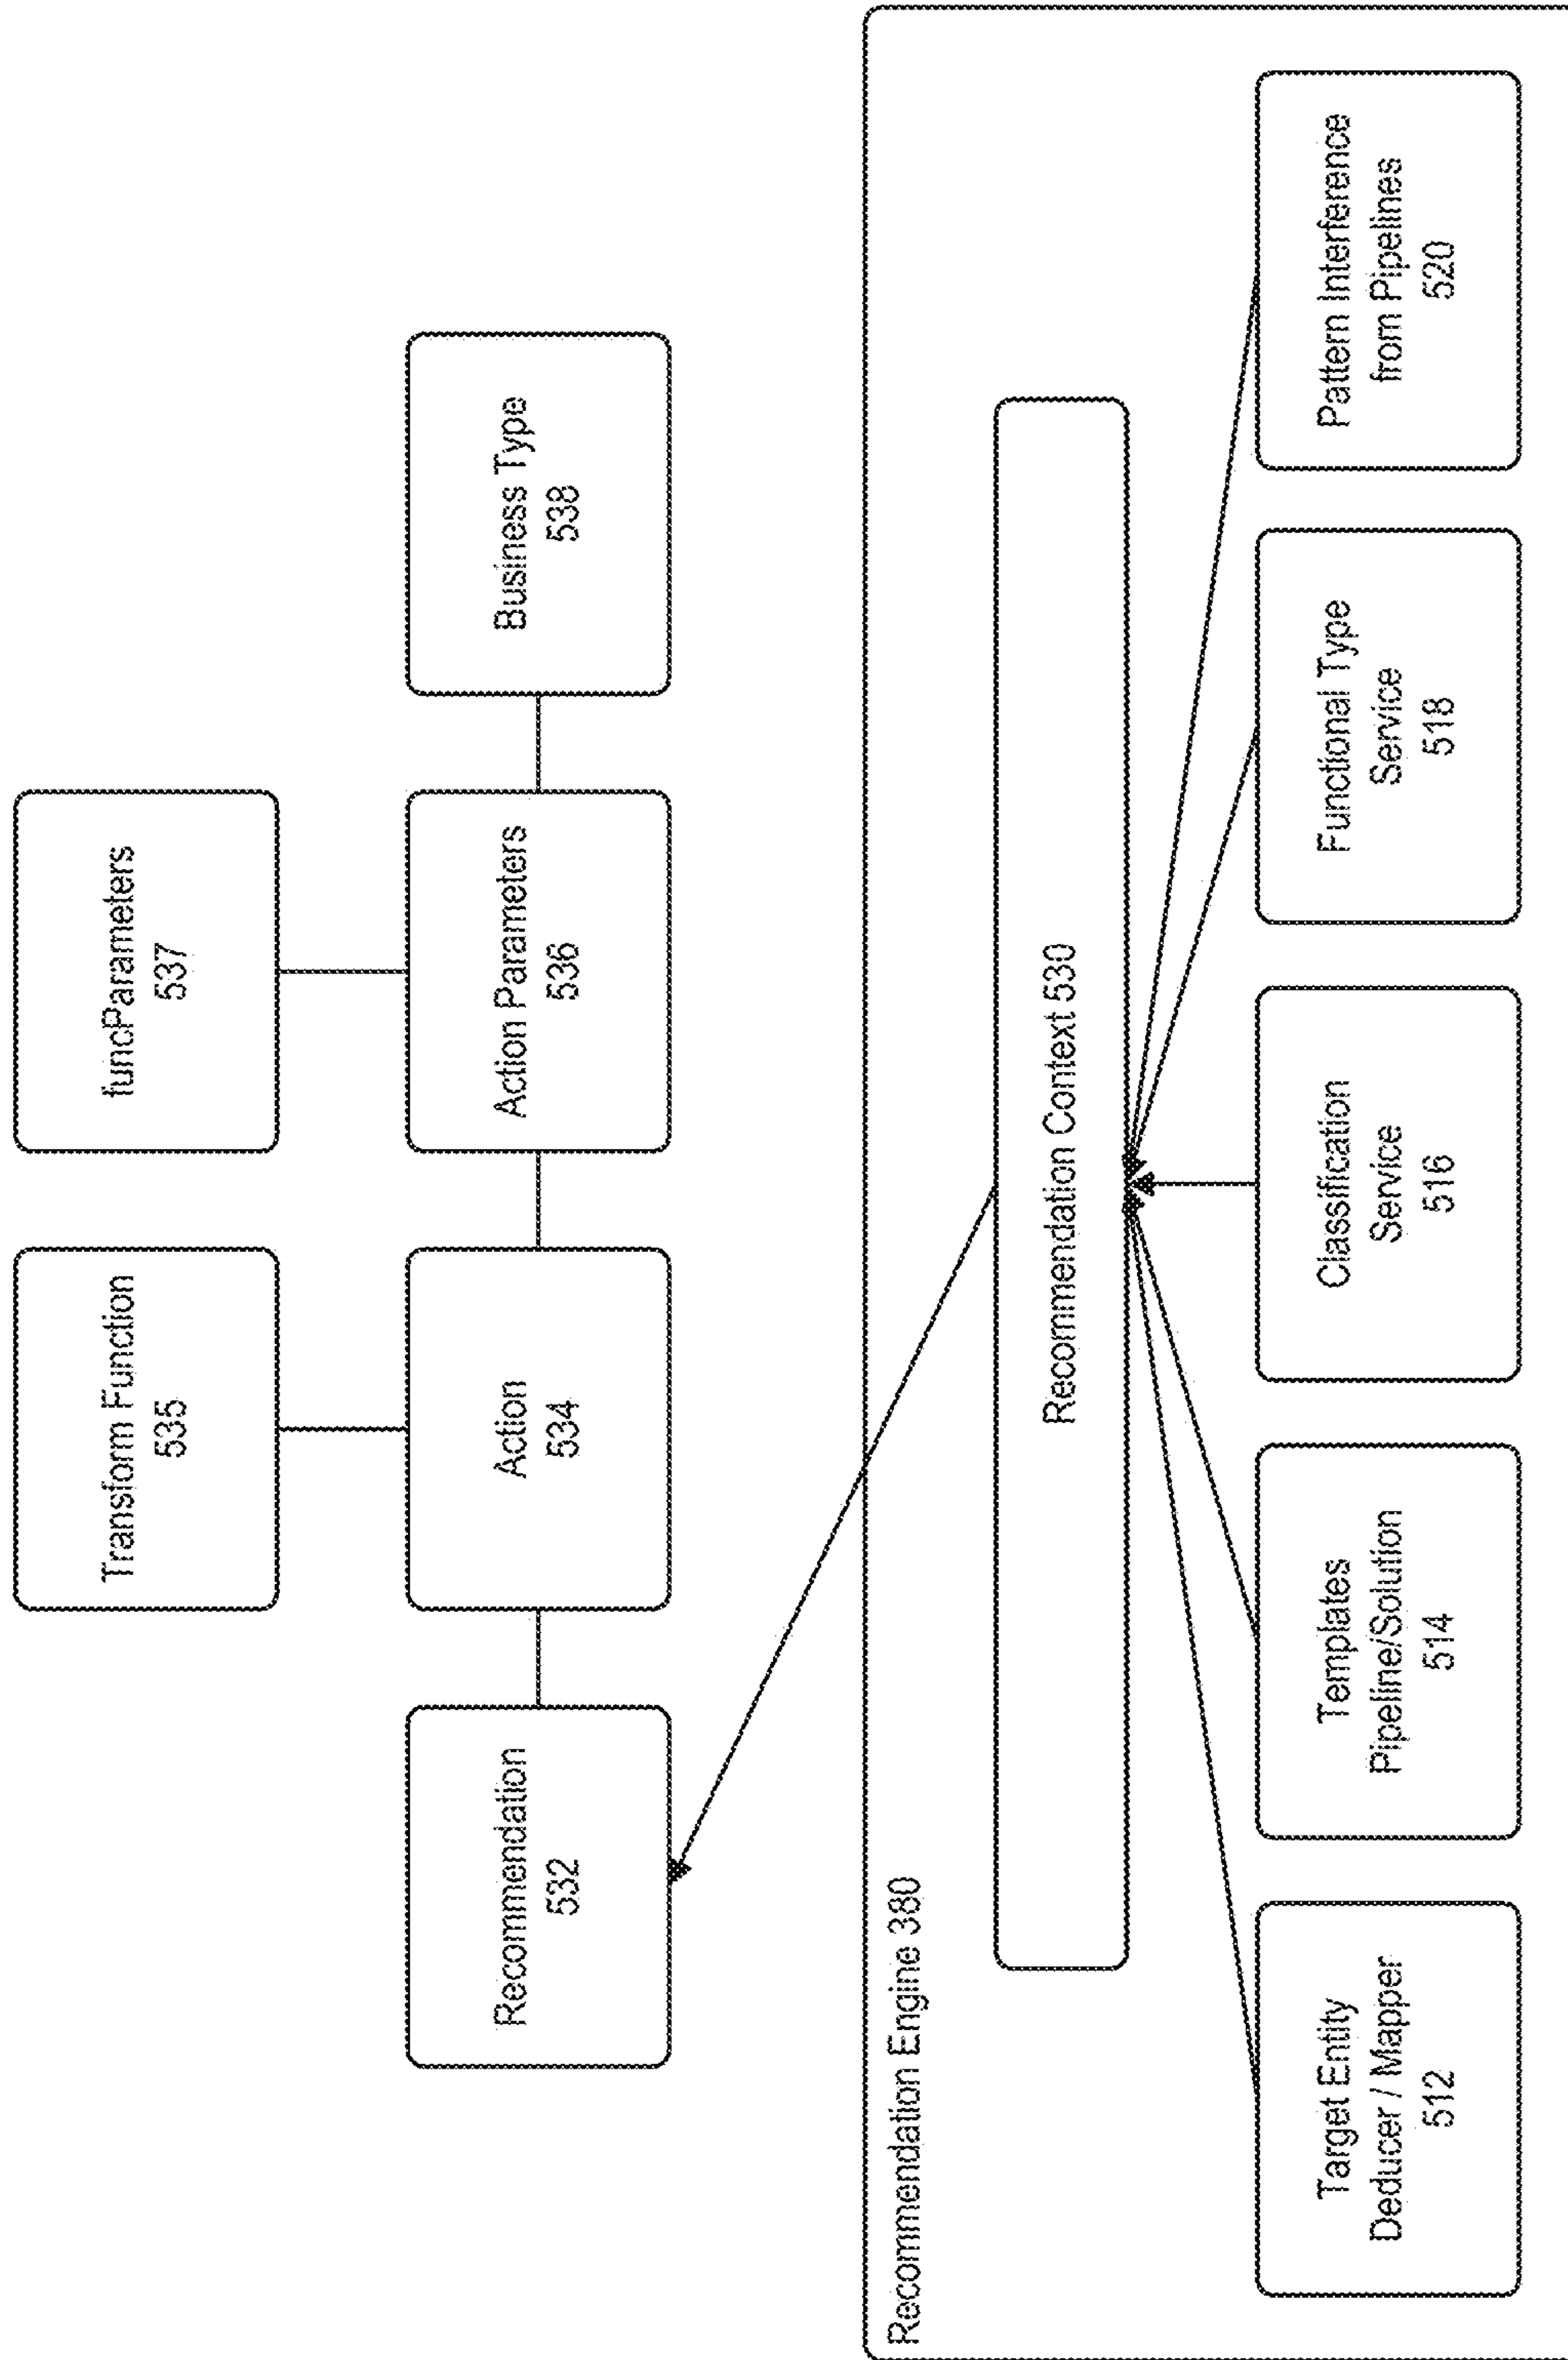 Transform Function
535
funcParameters
537
Recommendation
532
Action
534
Action Parameters
536
Business Type
538
Recommendation Engine 380
Recommendation Context 530
Target Entity
Deducer / Mapper
512
Templates
Pipeline/Solution
514
Classification
Service
516
Functional Type
Service
518
Pattern Interference
from Pipelines
520